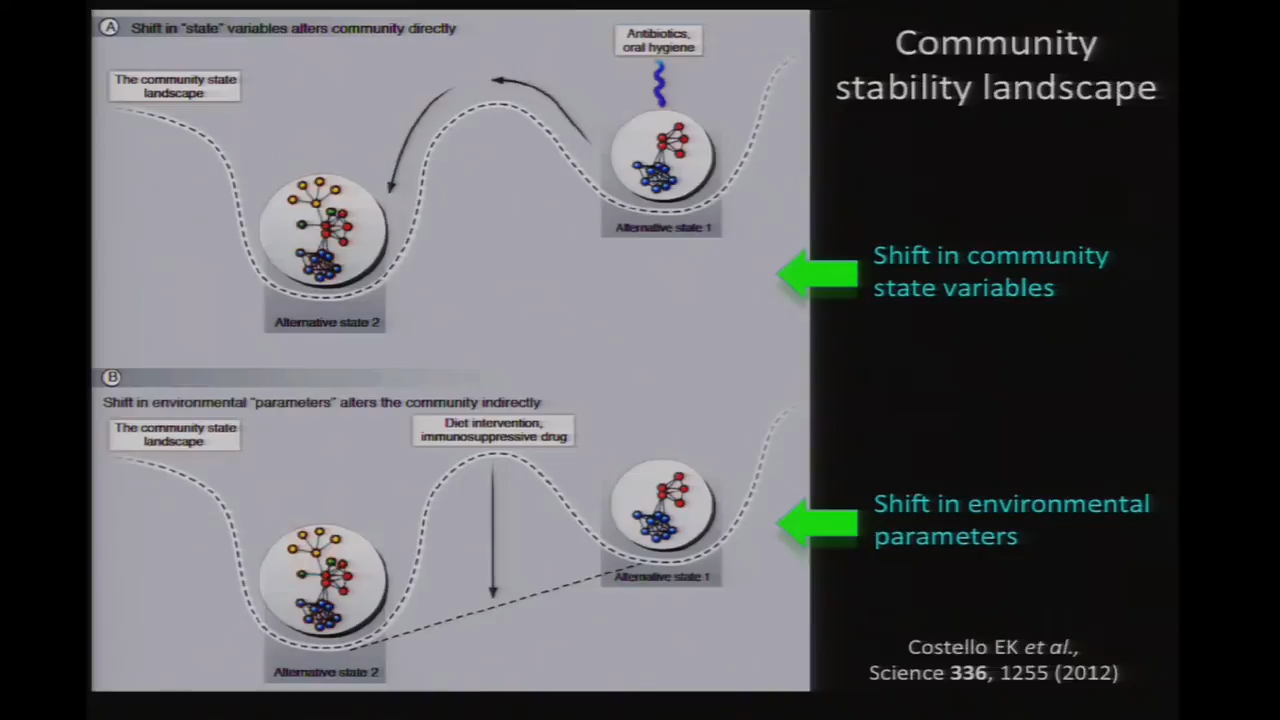 Community
stability landscape
A
Shift in "state" variables alters community directly
Antibiotics,
oral hygiene
The community state
landscape
Alternative state 1
Alternative state 2
Shift in community
state variables
B
Shift in environmental "parameters" alters the community indirectly
The community state
landscape
Diet intervention,
immunosuppressive drug
Alternative state 1
Alternative state 2
Shift in environmental
parameters
Costello EK et al.,
Science 336, 1255 (2012)